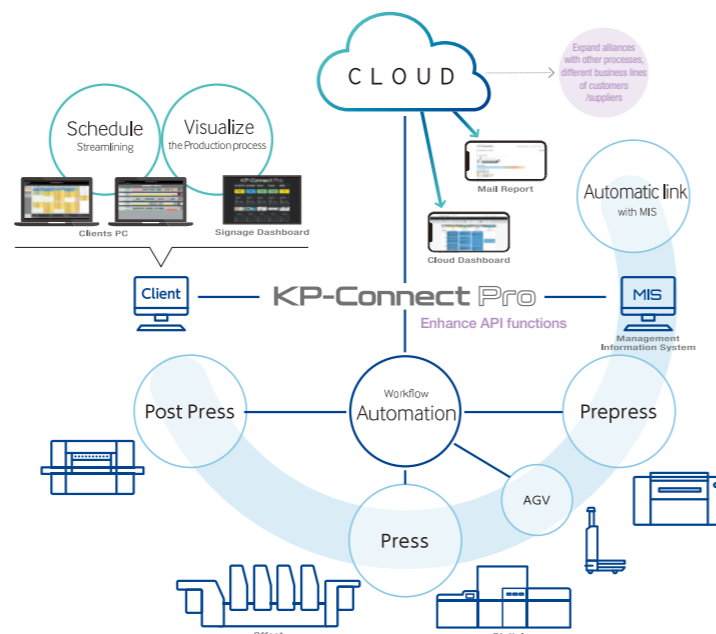 CLOUD
Expand alliances
with other processes,
different business lines
of customers
/suppliers
Schedule
Streamlining
Visualize
the Production process
KP-Connect Pro
Clients PC
Signage Dashboard
Mail Report
Cloud Dashboard
Automatic link
with MIS
Client
KP-Connect Pro
MIS
Enhance API functions
Management
Information System
Workflow
Automation
Post Press
Prepress
AGV
Press